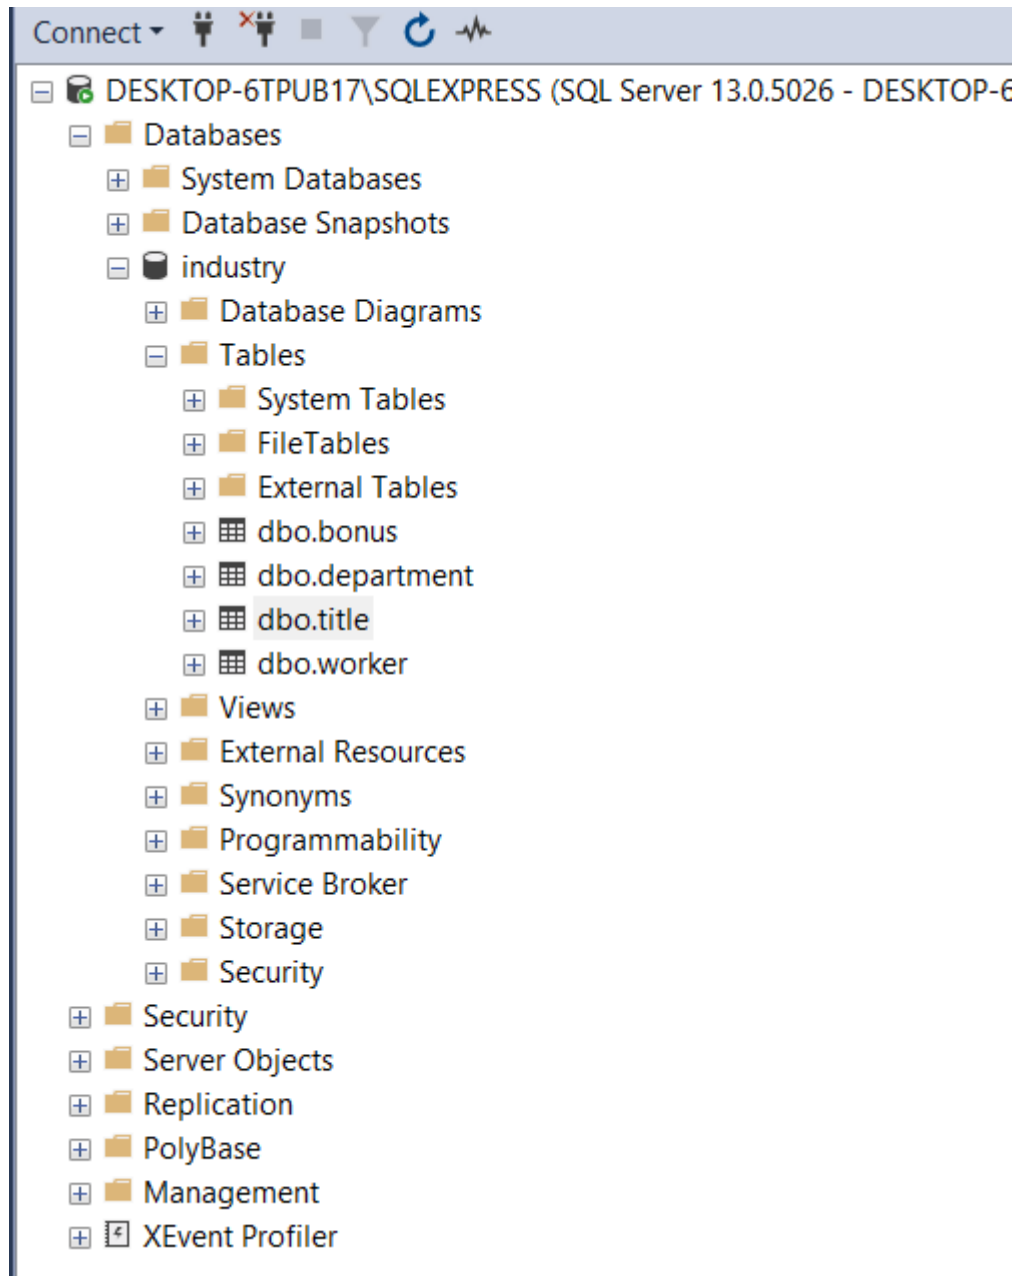 Connect
DESKTOP-6TPUB17\SQLEXPRESS (SQL Server 13.0.5026 - DESKTOP-6
Databases
System Databases
Database Snapshots
industry
Database Diagrams
Tables
System Tables
FileTables
External Tables
dbo.bonus
dbo.department
dbo.title
dbo.worker
Views
External Resources
Synonyms
Programmability
Service Broker
Storage
Security
Security
Server Objects
Replication
PolyBase
Management
XEvent Profiler